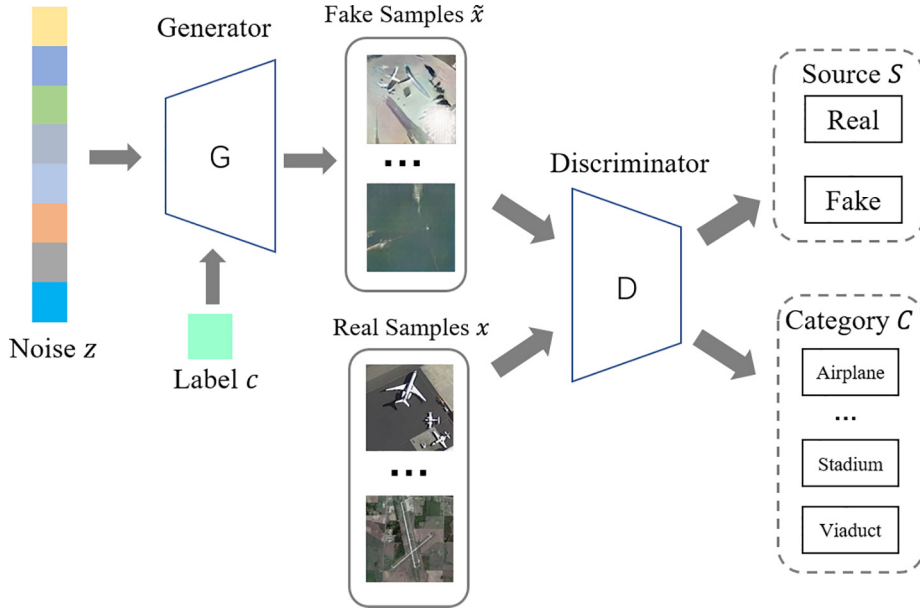 Generator
G
Noise z
Label c
Fake Samples x̃
...
Real Samples x
...
Discriminator
D
Source S
Real
Fake
Category C
Airplane
...
Stadium
Viaduct